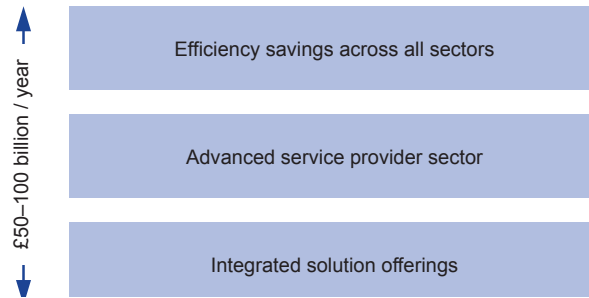 £50–100 billion / year
Efficiency savings across all sectors
Advanced service provider sector
Integrated solution offerings